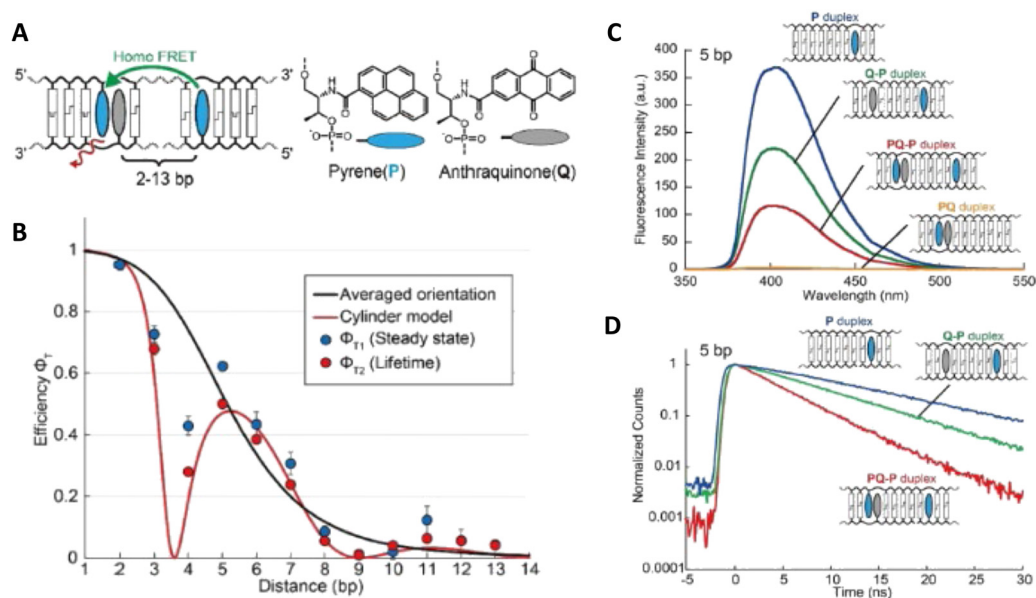 A
Homo FRET
5'
3'
3'
5'
2-13 bp
O
NH
O
O
⁻O–P=O
O
Pyrene(P)
O
NH
O
O
O
O
⁻O–P=O
O
Anthraquinone(Q)
B
Efficiency Φ_T
1
0.8
0.6
0.4
0.2
0
Averaged orientation
Cylinder model
Φ_T1 (Steady state)
Φ_T2 (Lifetime)
1 2 3 4 5 6 7 8 9 10 11 12 13 14
Distance (bp)
C
5 bp
P duplex
Q-P duplex
PQ-P duplex
PQ duplex
Fluorescence Intensity (a.u.)
400
350
300
250
200
150
100
50
0
350 400 450 500 550
Wavelength (nm)
D
5 bp
P duplex
Q-P duplex
PQ-P duplex
Normalized Counts
1
0.1
0.01
0.001
0.0001
-5 0 5 10 15 20 25 30
Time (ns)